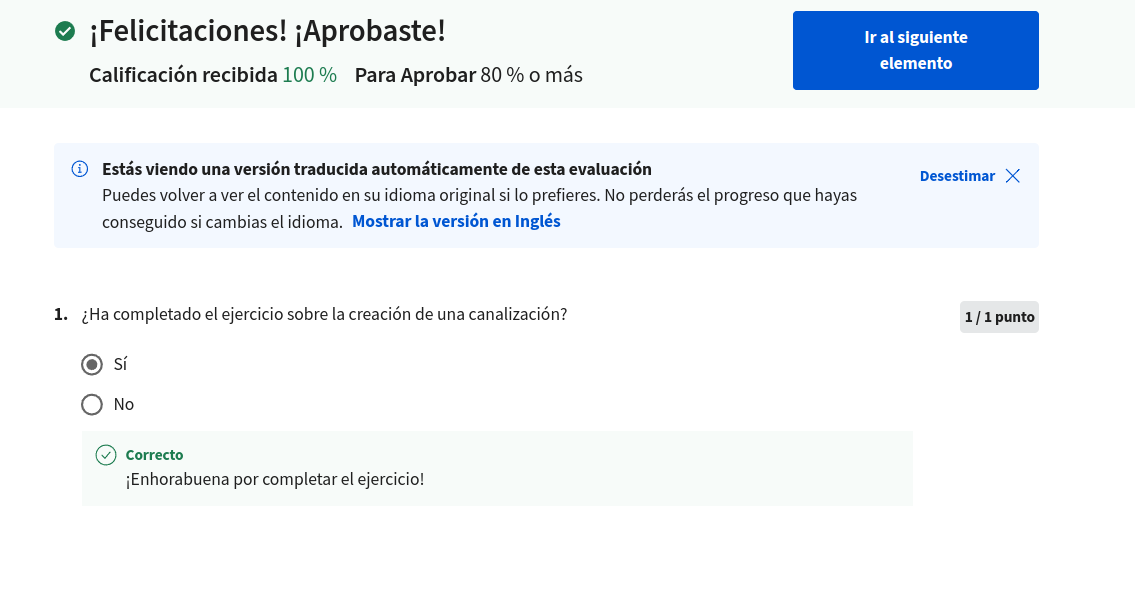 ¡Felicitaciones! ¡Aprobaste!
Calificación recibida 100 % Para Aprobar 80 % o más
Ir al siguiente
elemento
Estás viendo una versión traducida automáticamente de esta evaluación
Puedes volver a ver el contenido en su idioma original si lo prefieres. No perderás el progreso que hayas
conseguido si cambias el idioma. Mostrar la versión en Inglés
Desestimar
1. ¿Ha completado el ejercicio sobre la creación de una canalización?
1 / 1 punto
Sí
No
Correcto
¡Enhorabuena por completar el ejercicio!